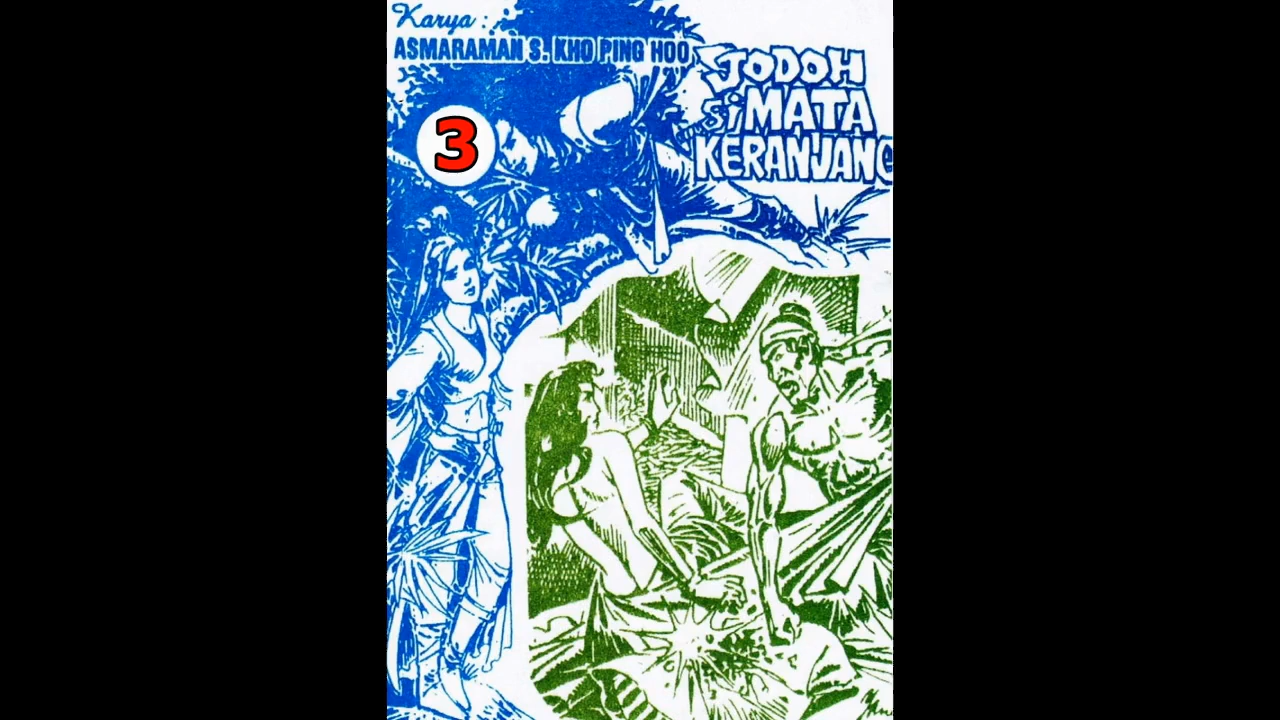 Karya :
ASMARAMAN S. KHO PING HOO
JODOH
si MATA
KERANJANG
3